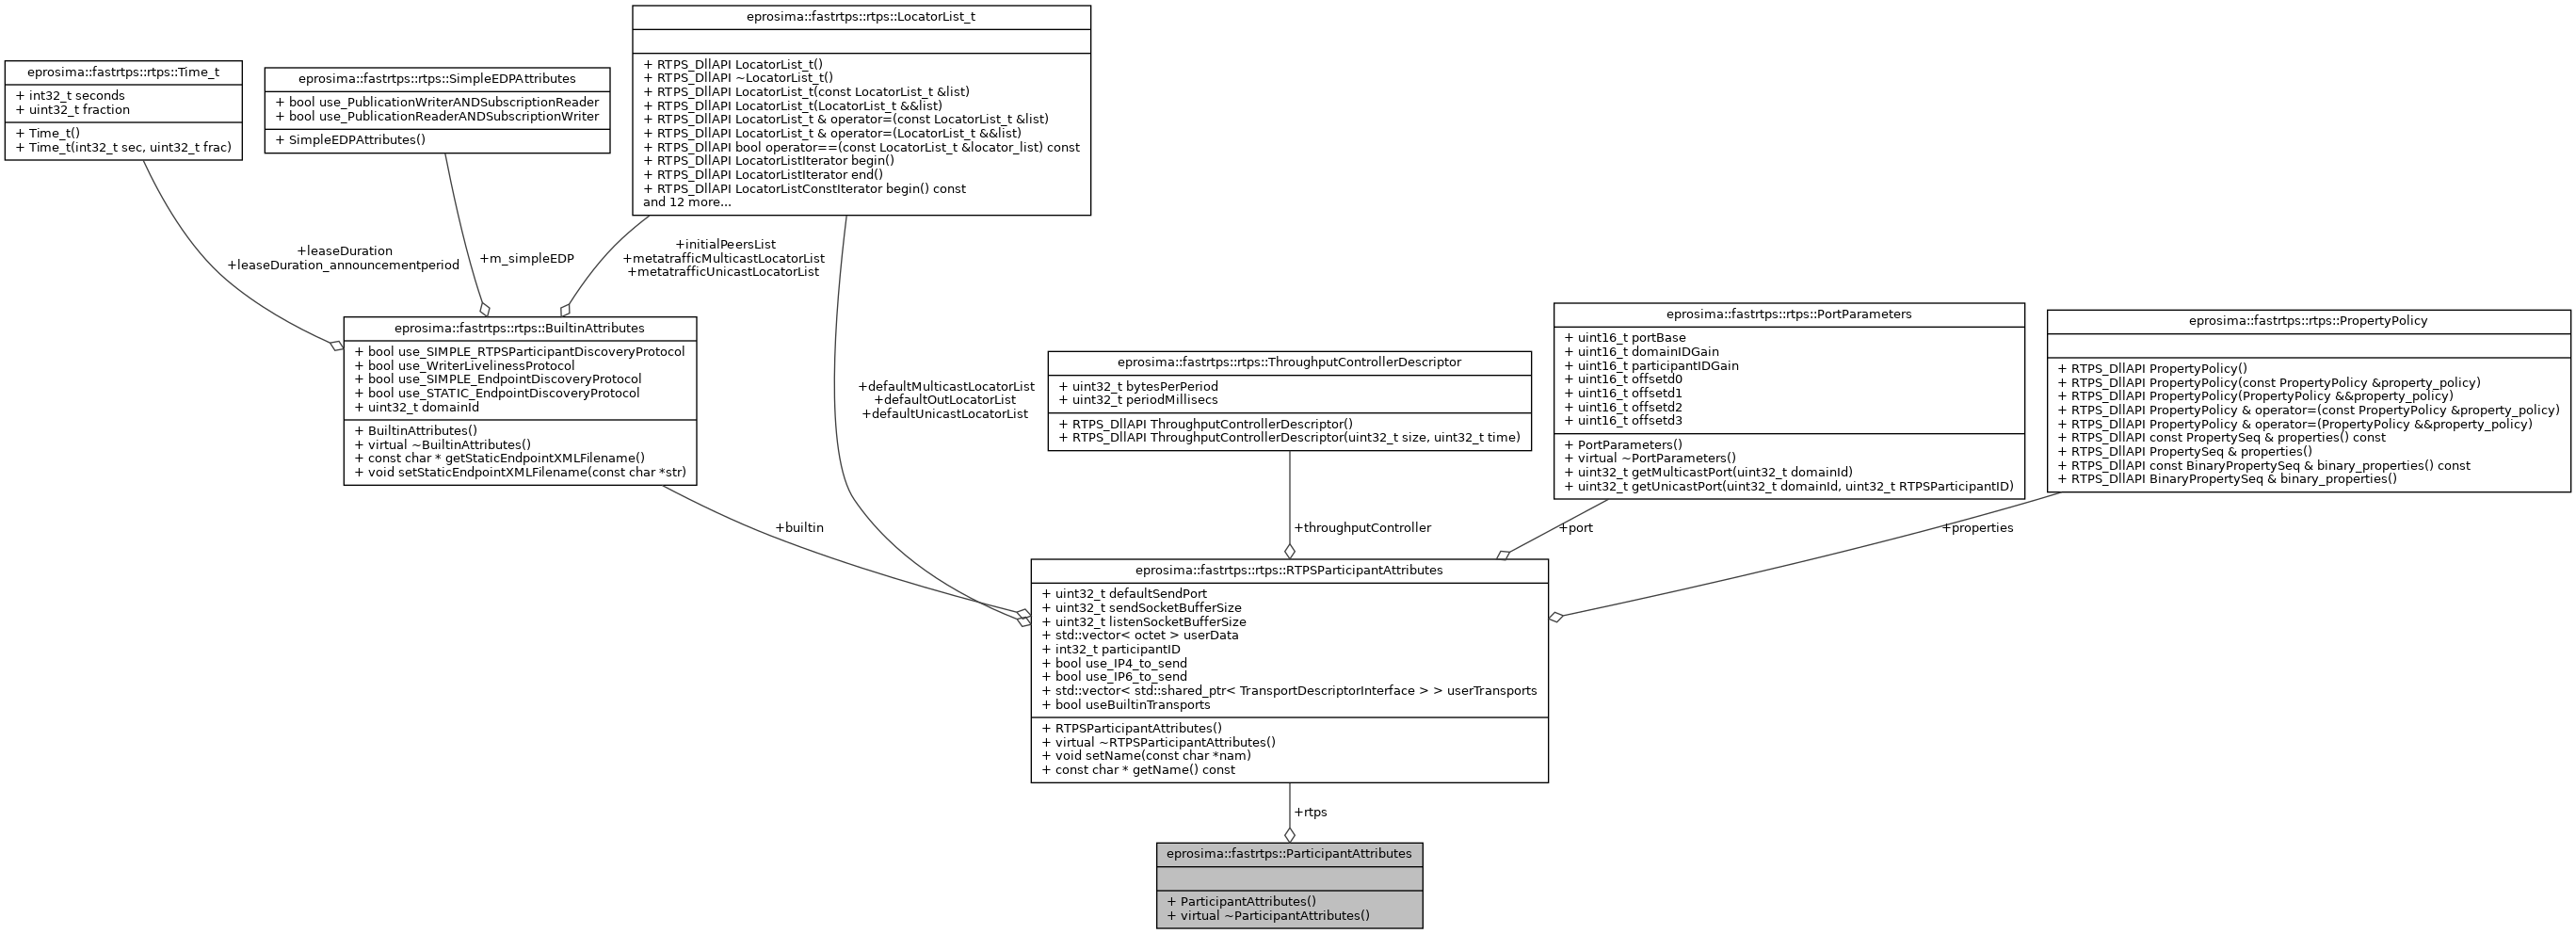 eprosima::fastrtps::rtps::LocatorList_t
+ RTPS_DllAPI LocatorList_t()
+ RTPS_DllAPI ~LocatorList_t()
+ RTPS_DllAPI LocatorList_t(const LocatorList_t &list)
+ RTPS_DllAPI LocatorList_t(LocatorList_t &&list)
+ RTPS_DllAPI LocatorList_t & operator=(const LocatorList_t &list)
+ RTPS_DllAPI LocatorList_t & operator=(LocatorList_t &&list)
+ RTPS_DllAPI bool operator==(const LocatorList_t &locator_list) const
+ RTPS_DllAPI LocatorListIterator begin()
+ RTPS_DllAPI LocatorListIterator end()
+ RTPS_DllAPI LocatorListConstIterator begin() const
and 12 more...
eprosima::fastrtps::rtps::Time_t
+ int32_t seconds
+ uint32_t fraction
+ Time_t()
+ Time_t(int32_t sec, uint32_t frac)
eprosima::fastrtps::rtps::SimpleEDPAttributes
+ bool use_PublicationWriterANDSubscriptionReader
+ bool use_PublicationReaderANDSubscriptionWriter
+ SimpleEDPAttributes()
+leaseDuration
+leaseDuration_announcementperiod
+m_simpleEDP
+initialPeersList
+metatrafficMulticastLocatorList
+metatrafficUnicastLocatorList
eprosima::fastrtps::rtps::BuiltinAttributes
+ bool use_SIMPLE_RTPSParticipantDiscoveryProtocol
+ bool use_WriterLivelinessProtocol
+ bool use_SIMPLE_EndpointDiscoveryProtocol
+ bool use_STATIC_EndpointDiscoveryProtocol
+ uint32_t domainId
+ BuiltinAttributes()
+ virtual ~BuiltinAttributes()
+ const char * getStaticEndpointXMLFilename()
+ void setStaticEndpointXMLFilename(const char *str)
+defaultMulticastLocatorList
+defaultOutLocatorList
+defaultUnicastLocatorList
eprosima::fastrtps::rtps::ThroughputControllerDescriptor
+ uint32_t bytesPerPeriod
+ uint32_t periodMillisecs
+ RTPS_DllAPI ThroughputControllerDescriptor()
+ RTPS_DllAPI ThroughputControllerDescriptor(uint32_t size, uint32_t time)
eprosima::fastrtps::rtps::PortParameters
+ uint16_t portBase
+ uint16_t domainIDGain
+ uint16_t participantIDGain
+ uint16_t offsetd0
+ uint16_t offsetd1
+ uint16_t offsetd2
+ uint16_t offsetd3
+ PortParameters()
+ virtual ~PortParameters()
+ uint32_t getMulticastPort(uint32_t domainId)
+ uint32_t getUnicastPort(uint32_t domainId, uint32_t RTPSParticipantID)
eprosima::fastrtps::rtps::PropertyPolicy
+ RTPS_DllAPI PropertyPolicy()
+ RTPS_DllAPI PropertyPolicy(const PropertyPolicy &property_policy)
+ RTPS_DllAPI PropertyPolicy(PropertyPolicy &&property_policy)
+ RTPS_DllAPI PropertyPolicy & operator=(const PropertyPolicy &property_policy)
+ RTPS_DllAPI PropertyPolicy & operator=(PropertyPolicy &&property_policy)
+ RTPS_DllAPI const PropertySeq & properties() const
+ RTPS_DllAPI PropertySeq & properties()
+ RTPS_DllAPI const BinaryPropertySeq & binary_properties() const
+ RTPS_DllAPI BinaryPropertySeq & binary_properties()
+builtin
+throughputController
+port
+properties
eprosima::fastrtps::rtps::RTPSParticipantAttributes
+ uint32_t defaultSendPort
+ uint32_t sendSocketBufferSize
+ uint32_t listenSocketBufferSize
+ std::vector< octet > userData
+ int32_t participantID
+ bool use_IP4_to_send
+ bool use_IP6_to_send
+ std::vector< std::shared_ptr< TransportDescriptorInterface > > userTransports
+ bool useBuiltinTransports
+ RTPSParticipantAttributes()
+ virtual ~RTPSParticipantAttributes()
+ void setName(const char *nam)
+ const char * getName() const
+rtps
eprosima::fastrtps::ParticipantAttributes
+ ParticipantAttributes()
+ virtual ~ParticipantAttributes()